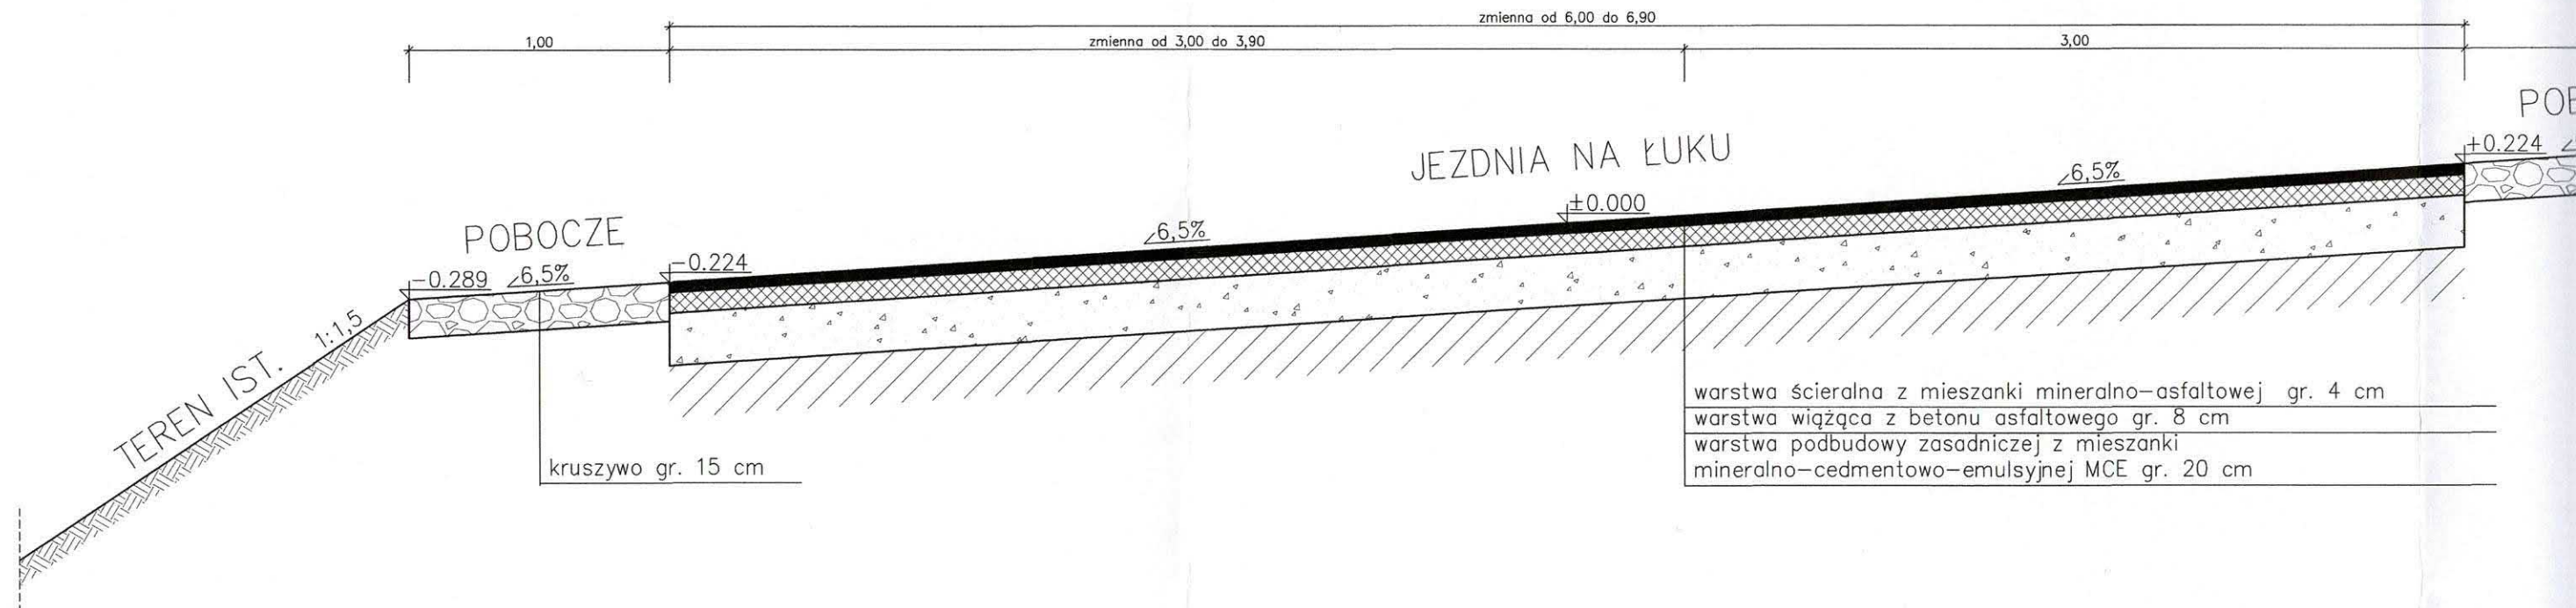 zmienna od 6,00 do 6,90
1,00
zmienna od 3,00 do 3,90
3,00
POB
JEZDNIA NA ŁUKU
+0.224
6,5%
±0.000
POBOCZE
6,5%
-0.224
-0.289
6,5%
1:1,5
TEREN IST.
kruszywo gr. 15 cm
warstwa ścieralna z mieszanki mineralno-asfaltowej gr. 4 cm
warstwa wiążąca z betonu asfaltowego gr. 8 cm
warstwa podbudowy zasadniczej z mieszanki
mineralno-cedmentowo-emulsyjnej MCE gr. 20 cm